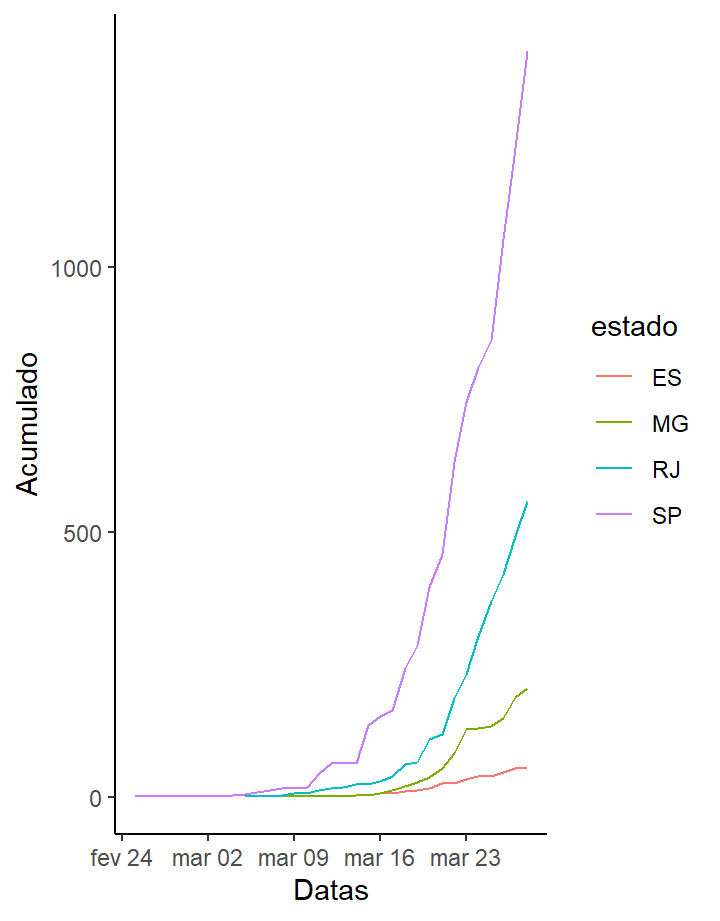 Acumulado
1000
500
0
fev 24 mar 02 mar 09 mar 16 mar 23
Datas
estado
ES
MG
RJ
SP